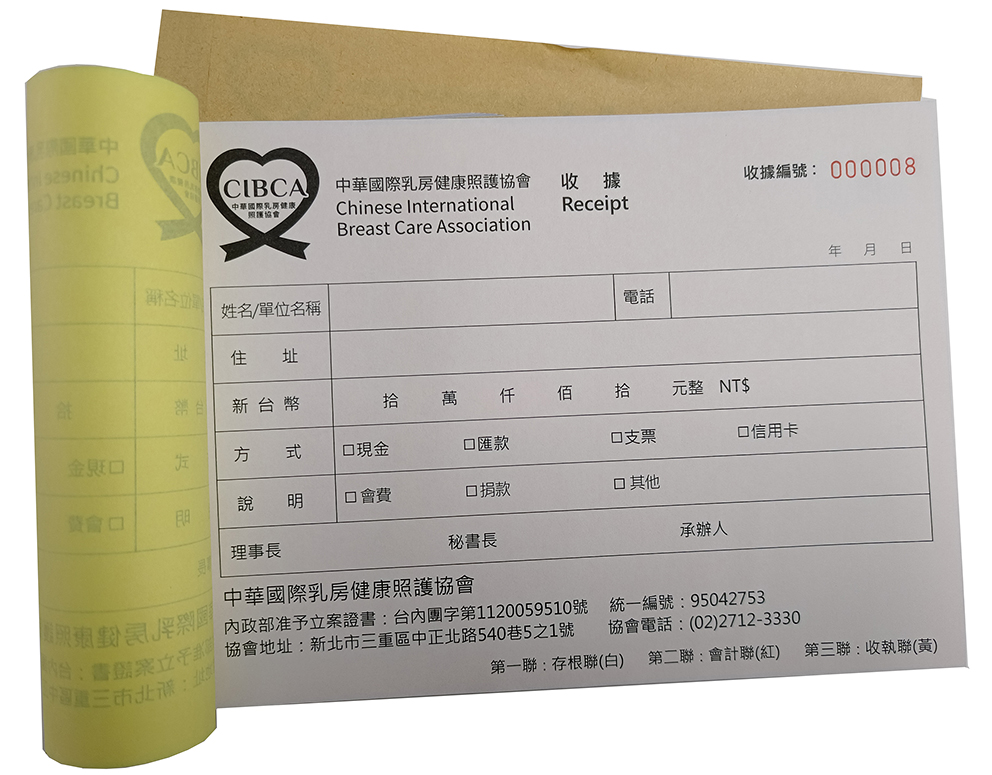 CIBCA
中華國際乳房健康
照護協會
中華國際乳房健康照護協會
Chinese International
Breast Care Association
收 據
Receipt
收據編號： 000008
年 月 日
姓名/單位名稱 電話
住 址
新 台 幣 拾 萬 仟 佰 拾 元整 NT$
方 式 □現金 □匯款 □支票 □信用卡
說 明 □會費 □捐款 □其他
理事長 秘書長 承辦人
中華國際乳房健康照護協會
內政部准予立案證書：台內團字第1120059510號 統一編號：95042753
協會地址：新北市三重區中正北路540巷5之1號 協會電話：(02)2712-3330
第一聯：存根聯(白) 第二聯：會計聯(紅) 第三聯：收執聯(黃)